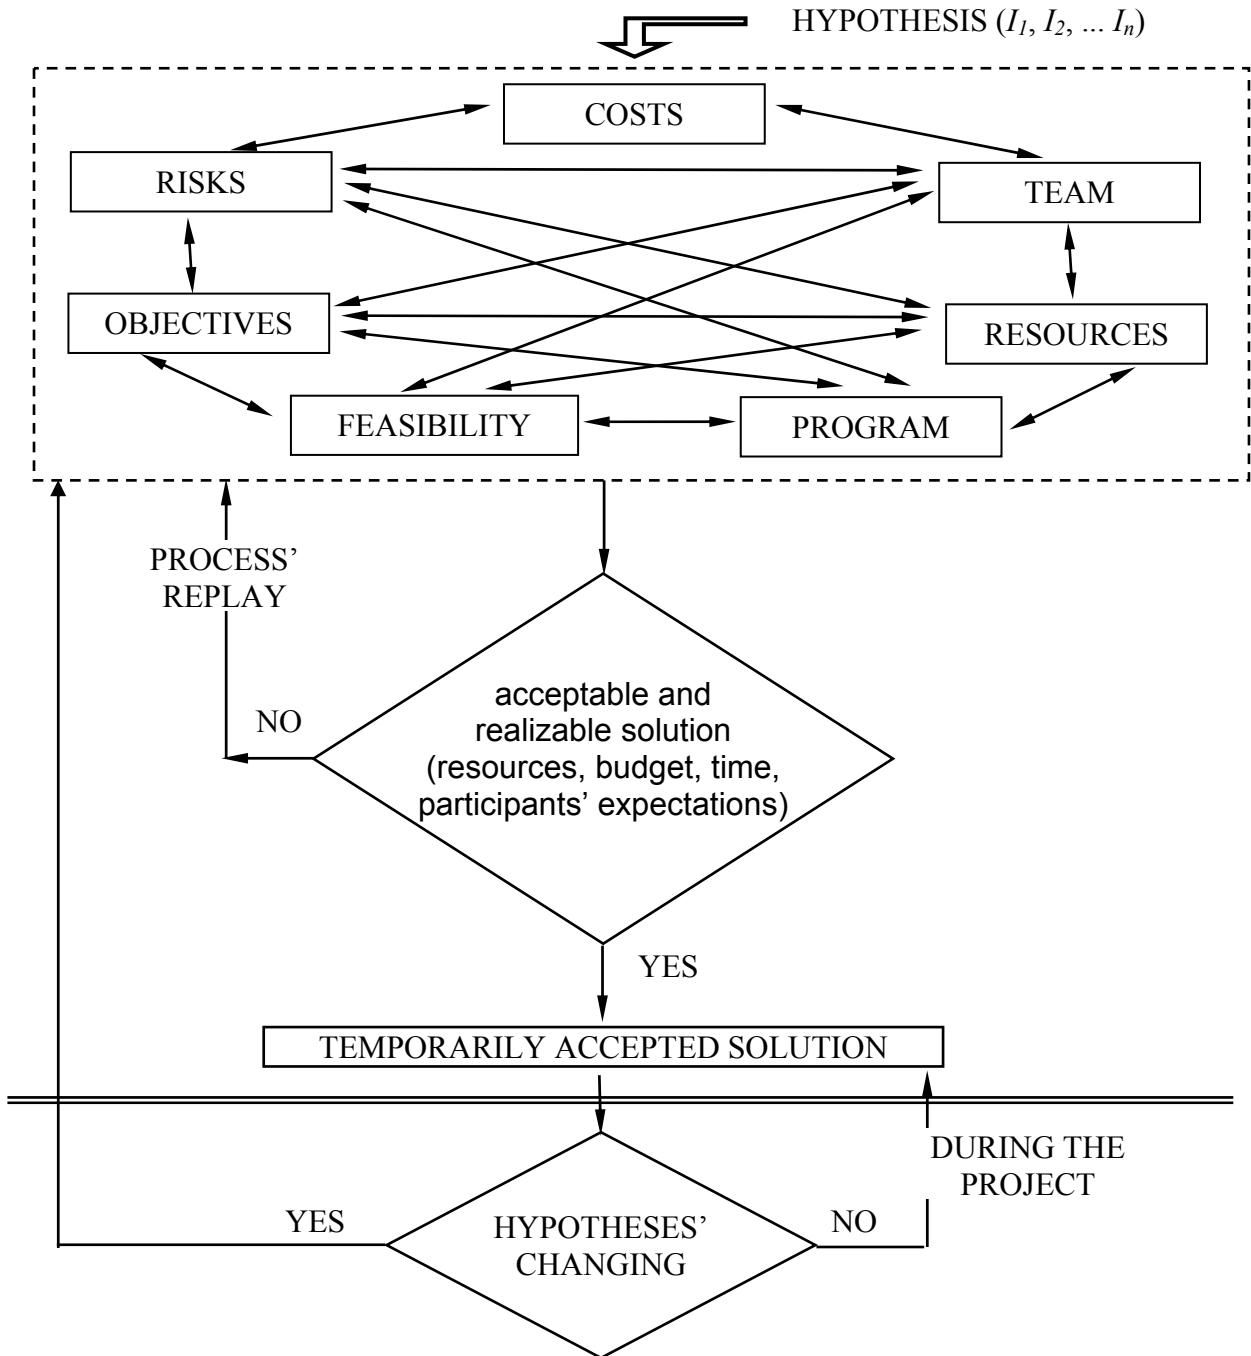 HYPOTHESIS (I1, I2, ... In)
COSTS
RISKS
TEAM
OBJECTIVES
RESOURCES
FEASIBILITY
PROGRAM
PROCESS’
REPLAY
NO
acceptable and
realizable solution
(resources, budget, time,
participants’ expectations)
YES
TEMPORARILY ACCEPTED SOLUTION
DURING THE
PROJECT
YES
HYPOTHESES’
CHANGING
NO